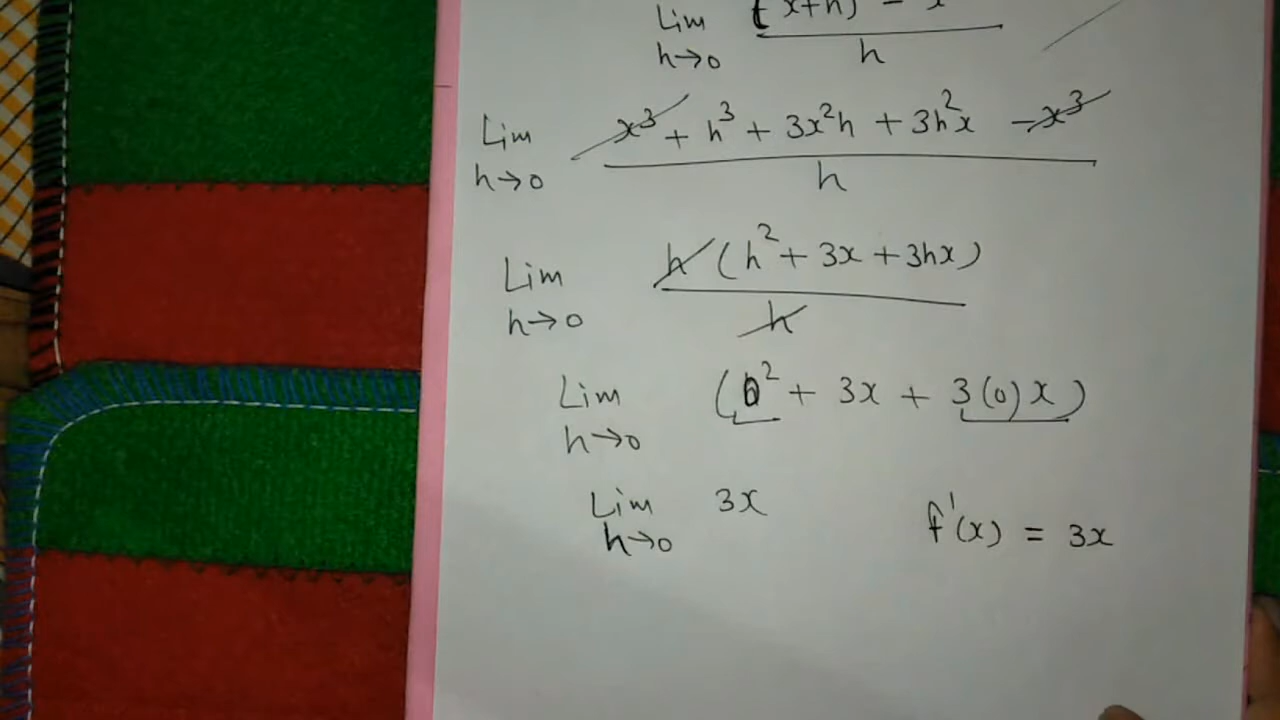 Lim h→0 (x+h) - x / h
Lim h→0 x³ + h³ + 3x²h + 3h²x - x³ / h
Lim h→0 h (h² + 3x + 3hx) / h
Lim h→0 (0² + 3x + 3(0)x)
Lim h→0 3x f'(x) = 3x